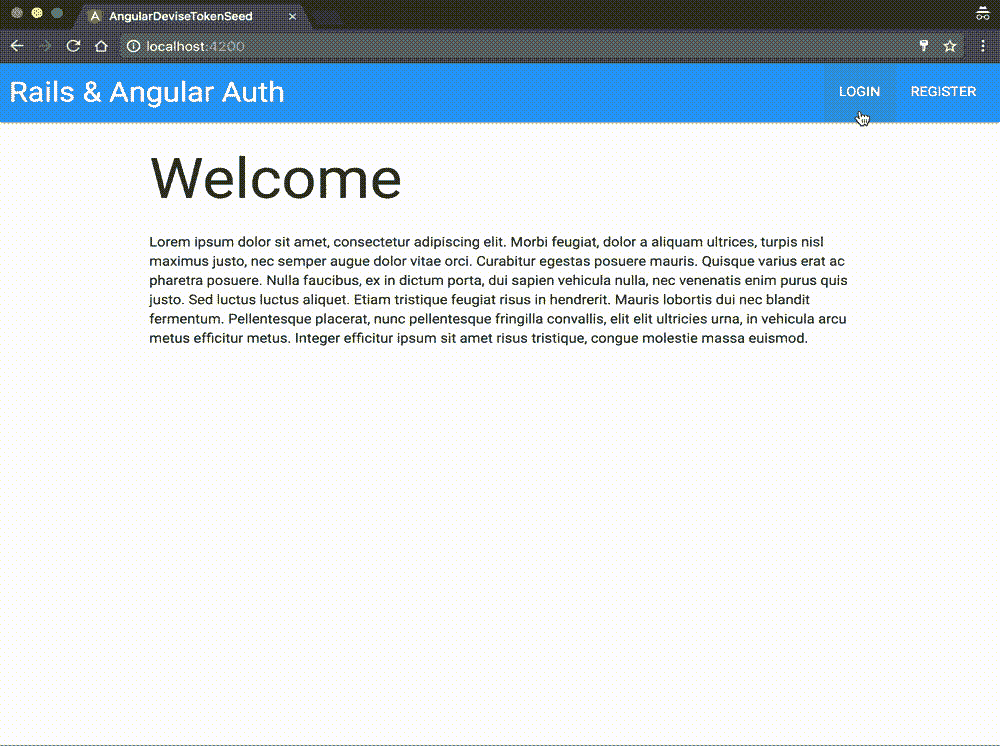 AngularDeviseTokenSeed
localhost:4200
Rails & Angular Auth
LOGIN
REGISTER
Welcome
Lorem ipsum dolor sit amet, consectetur adipiscing elit. Morbi feugiat, dolor a aliquam ultrices, turpis nisl
maximus justo, nec semper augue dolor vitae orci. Curabitur egestas posuere mauris. Quisque varius erat ac
pharetra posuere. Nulla faucibus, ex in dictum porta, dui sapien vehicula nulla, nec venenatis enim purus quis
justo. Sed luctus luctus aliquet. Etiam tristique feugiat risus in hendrerit. Mauris lobortis dui nec blandit
fermentum. Pellentesque placerat, nunc pellentesque fringilla convallis, elit elit ultricies urna, in vehicula arcu
metus efficitur metus. Integer efficitur ipsum sit amet risus tristique, congue molestie massa euismod.